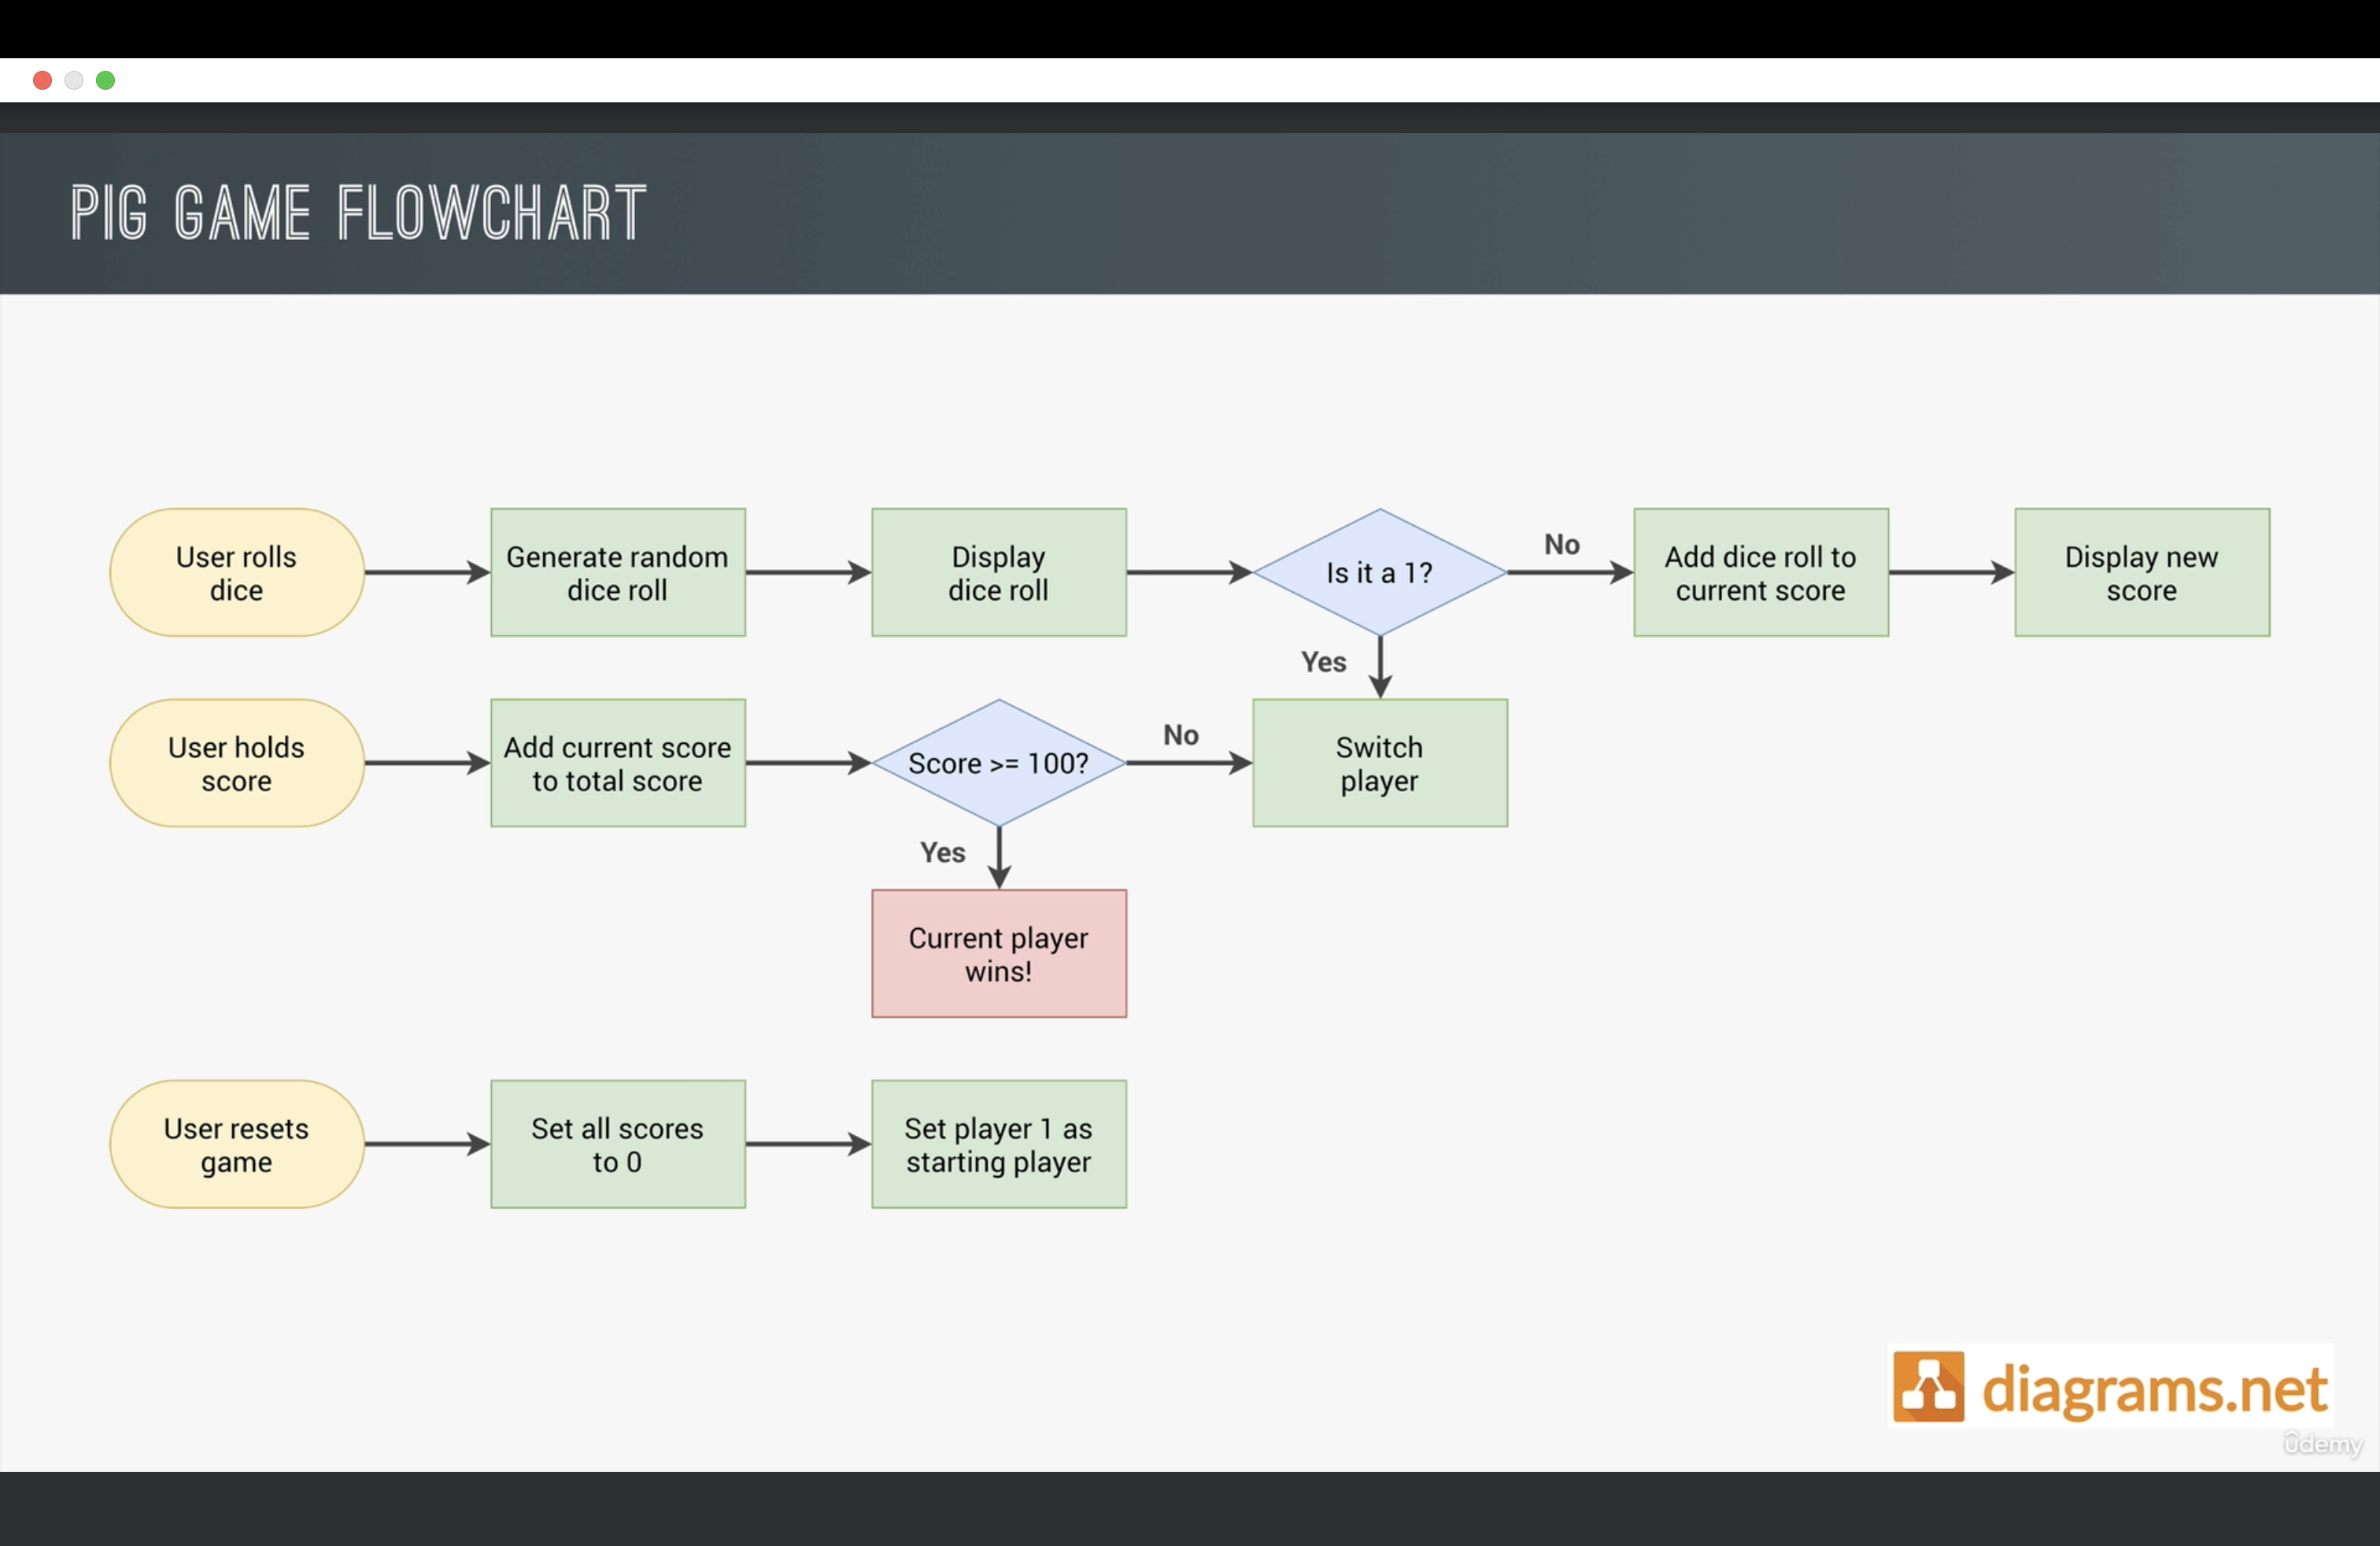 PIG GAME FLOWCHART
User rolls
dice
Generate random
dice roll
Display
dice roll
Is it a 1?
No
Add dice roll to
current score
Display new
score
Yes
User holds
score
Add current score
to total score
Score >= 100?
No
Switch
player
Yes
Current player
wins!
User resets
game
Set all scores
to 0
Set player 1 as
starting player
diagrams.net
ûdemy